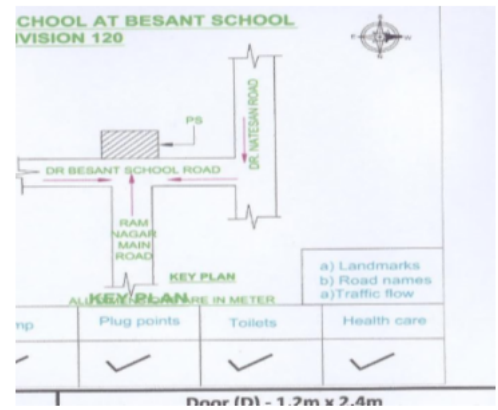 CHOOL AT BESANT SCHOOL
IVISION 120
PS
DR. NATESAN ROAD
DR BESANT SCHOOL ROAD
RAM
NAGAR
MAIN
ROAD
KEY PLAN
KEY PLAN
ARE IN METER
a) Landmarks
b) Road names
a)Traffic flow
mp
Plug points
Toilets
Health care
Door (D) - 1.2m x 2.4m